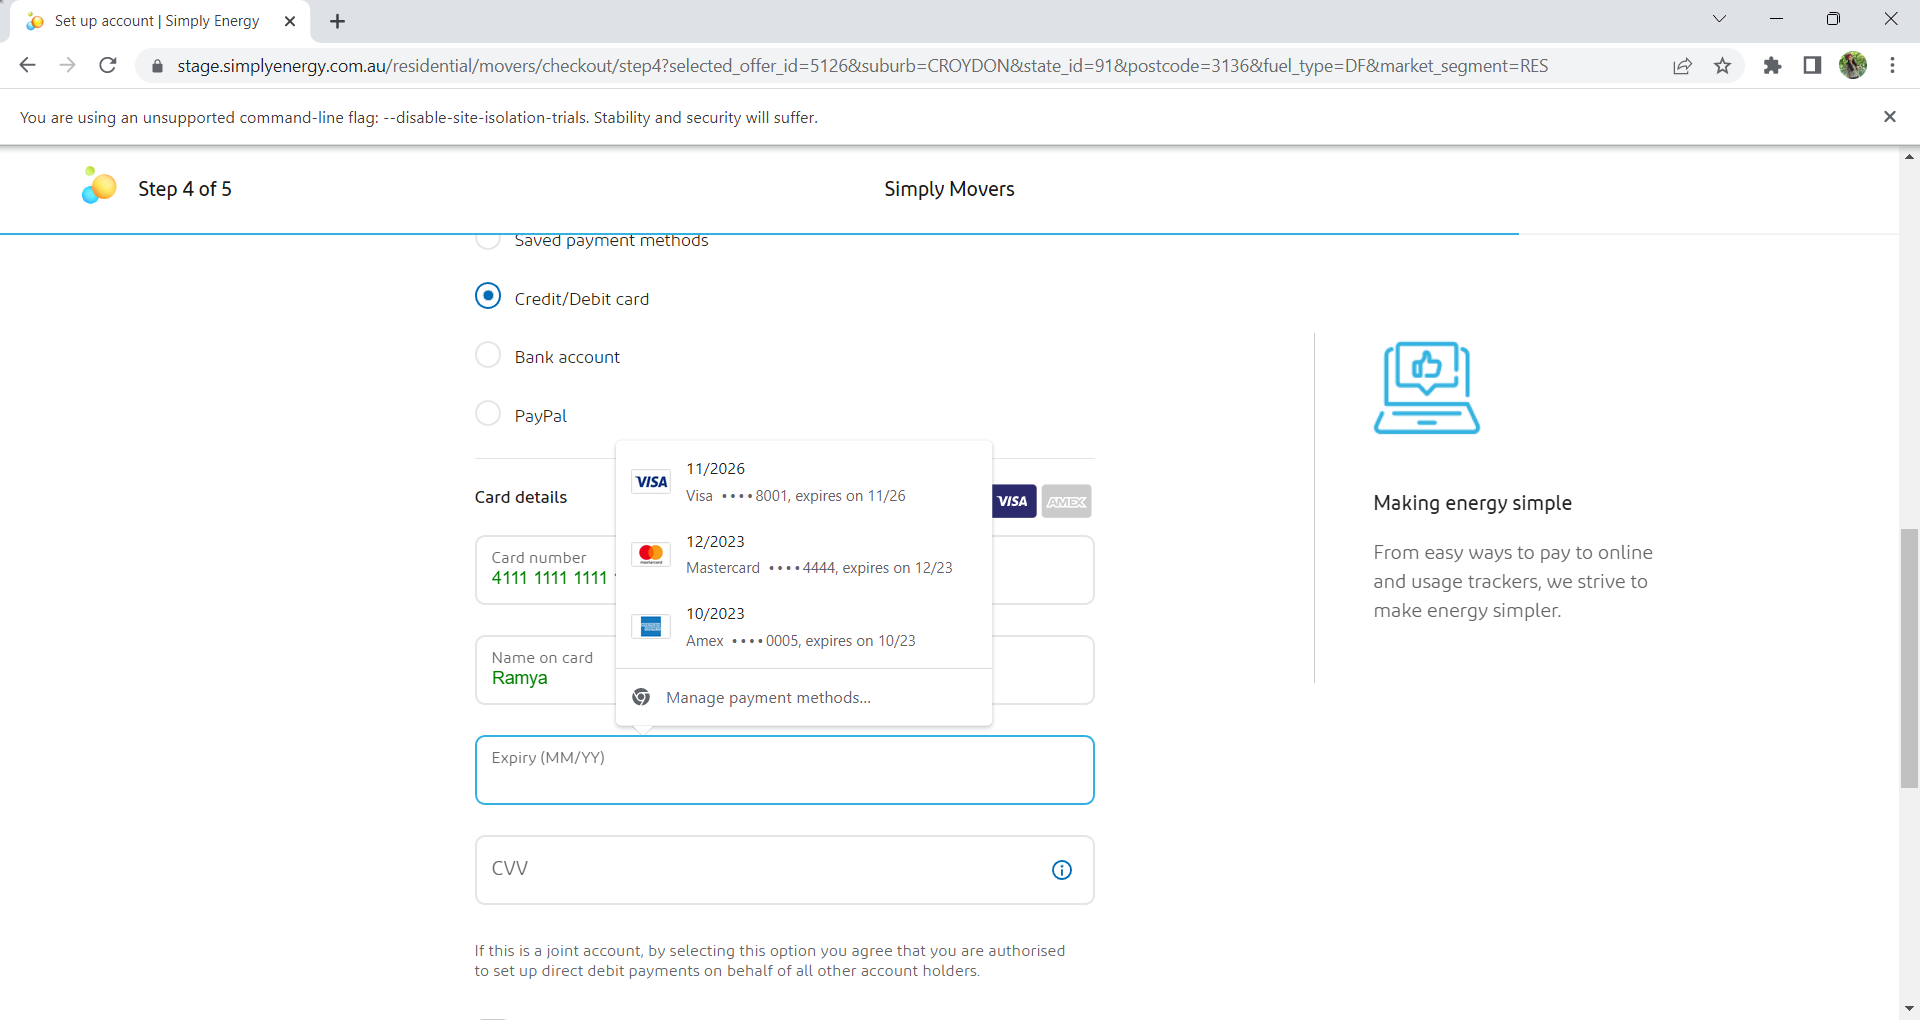 Set up account | Simply Energy
stage.simplyenergy.com.au/residential/movers/checkout/step4?selected_offer_id=5126&suburb=CROYDON&state_id=91&postcode=3136&fuel_type=DF&market_segment=RES
You are using an unsupported command-line flag: --disable-site-isolation-trials. Stability and security will suffer.
Step 4 of 5
Simply Movers
Saved payment methods
Credit/Debit card
Bank account
PayPal
Card details
VISA
AMEX
Card number
4111 1111 1111
Name on card
Ramya
VISA
11/2026
Visa ••••8001, expires on 11/26
mastercard
12/2023
Mastercard ••••4444, expires on 12/23
10/2023
Amex ••••0005, expires on 10/23
Manage payment methods...
Expiry (MM/YY)
CVV
If this is a joint account, by selecting this option you agree that you are authorised
to set up direct debit payments on behalf of all other account holders.
Making energy simple
From easy ways to pay to online
and usage trackers, we strive to
make energy simpler.